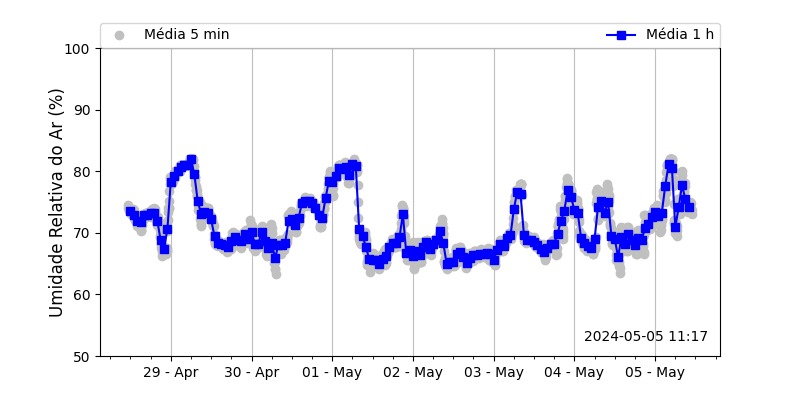 Média 5 min
Média 1 h
Umidade Relativa do Ar (%)
100
90
80
70
60
50
2024-05-05 11:17
29 - Apr
30 - Apr
01 - May
02 - May
03 - May
04 - May
05 - May